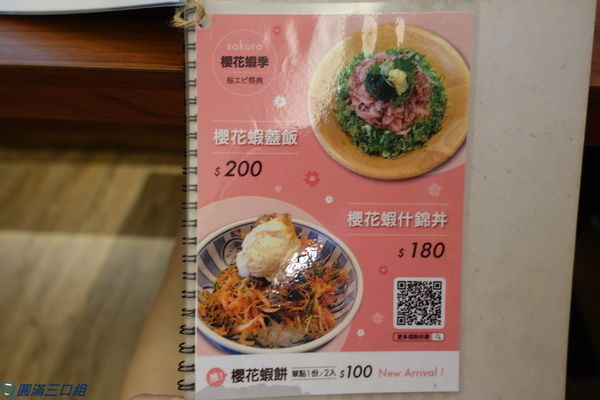 sakura
櫻花蝦季
桜エビ祭典
櫻花蝦蓋飯
$200
櫻花蝦什錦丼
$180
推! 櫻花蝦餅 單點1份/2入 $100 New Arrival!
圓滿三口組